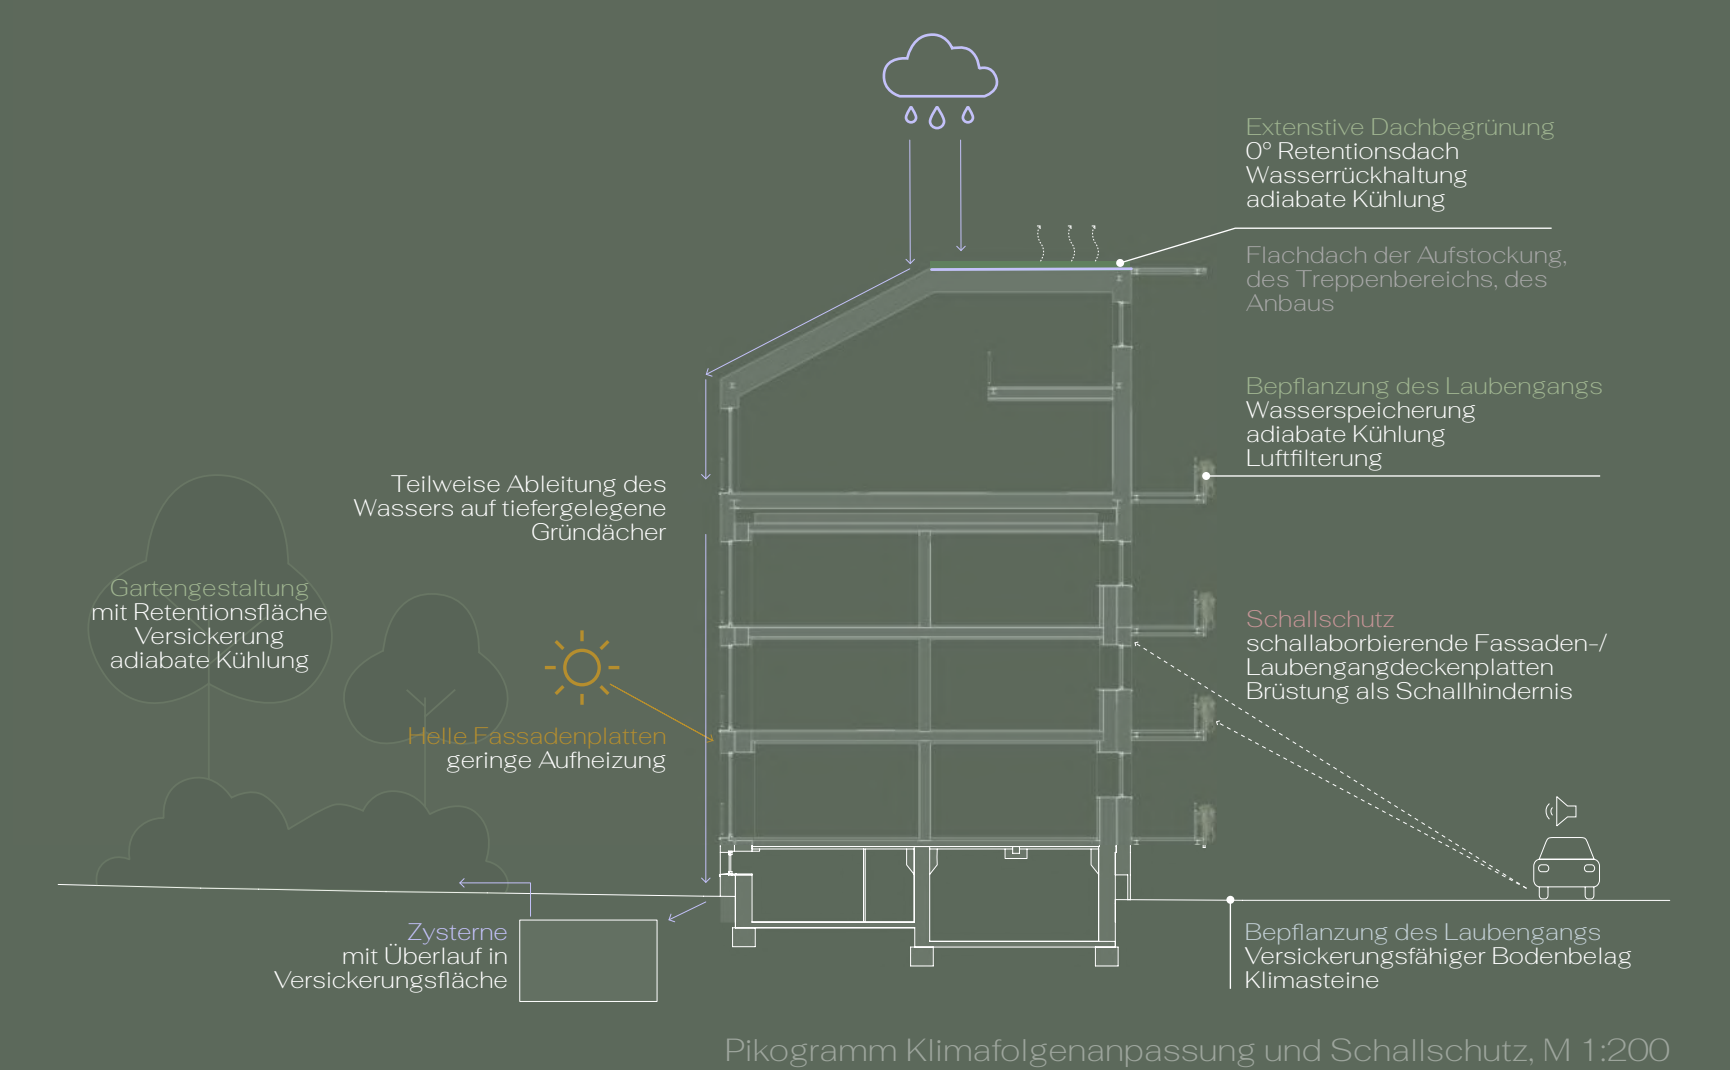 Extenstive Dachbegrünung
0° Retentionsdach
Wasserrückhaltung
adiabate Kühlung
Flachdach der Aufstockung,
des Treppenbereichs, des
Anbaus
Bepflanzung des Laubengangs
Wasserspeicherung
adiabate Kühlung
Luftfilterung
Teilweise Ableitung des
Wassers auf tiefergelegene
Gründächer
Gartengestaltung
mit Retentionsfläche
Versickerung
adiabate Kühlung
Schallschutz
schallaborbierende Fassaden-/
Laubengangdeckenplatten
Brüstung als Schallhindernis
Helle Fassadenplatten
geringe Aufheizung
Zysterne
mit Überlauf in
Versickerungsfläche
Bepflanzung des Laubengangs
Versickerungsfähiger Bodenbelag
Klimasteine
Pikogramm Klimafolgenanpassung und Schallschutz, M 1:200